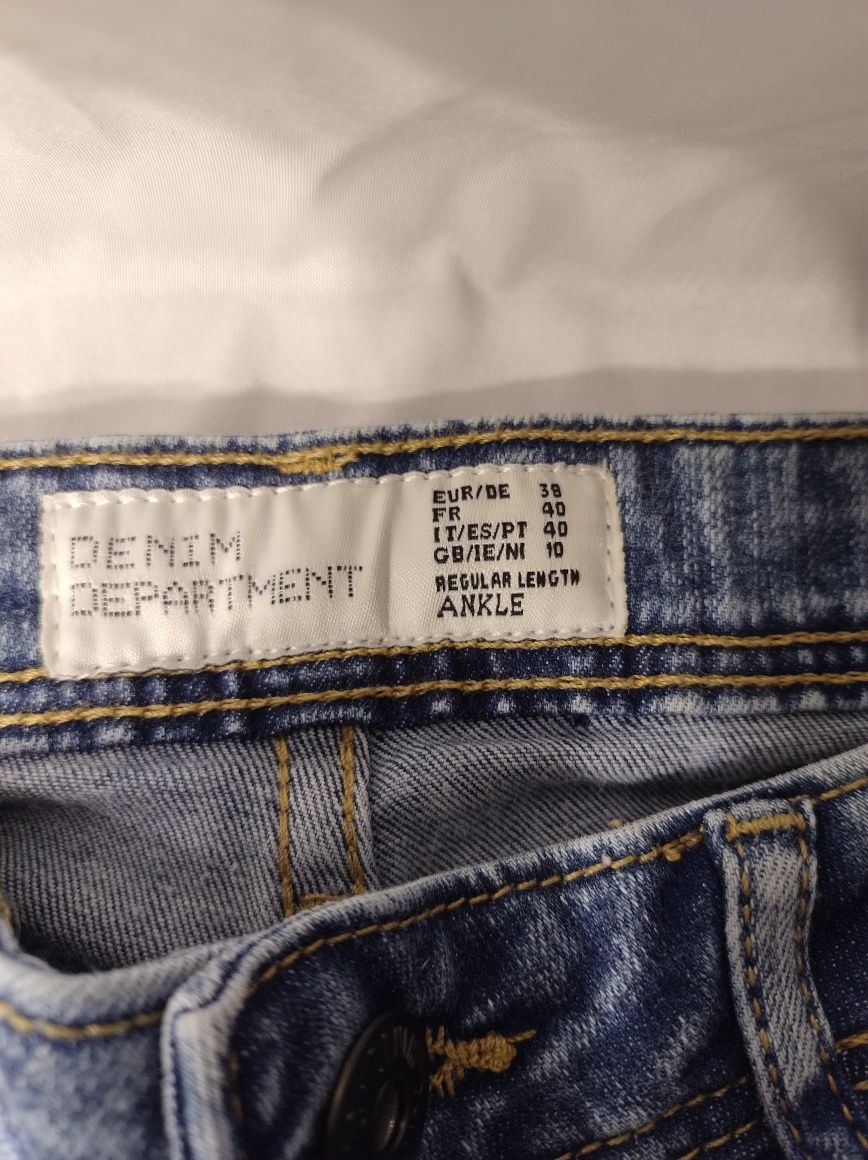 DENIM
DEPARTMENT
EUR/DE 38
FR 40
IT/ES/PT 40
GB/IE/NI 10
REGULAR LENGTH
ANKLE